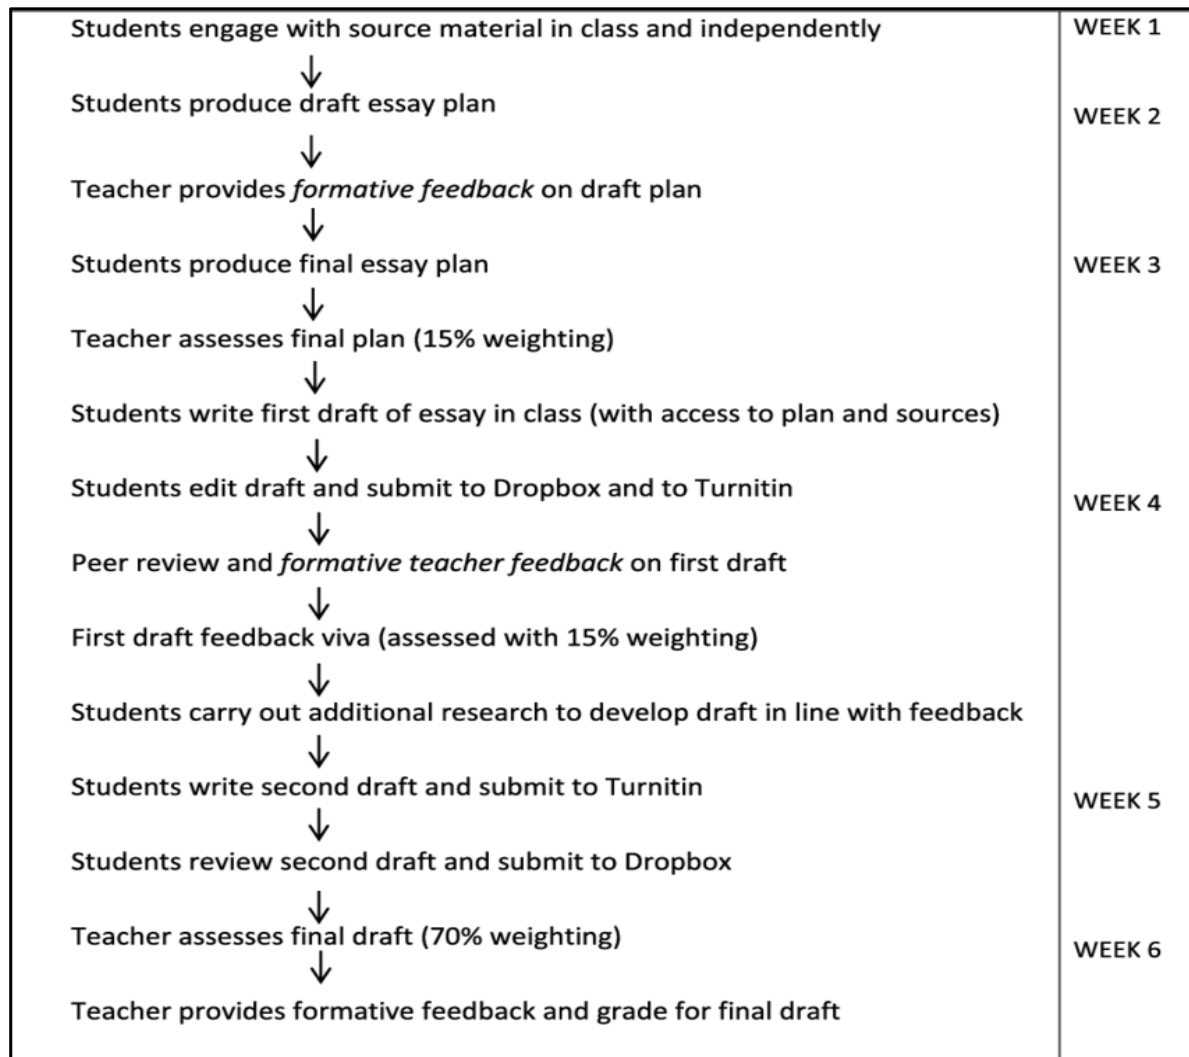 Students engage with source material in class and independently WEEK 1
Students produce draft essay plan
WEEK 2
Teacher provides formative feedback on draft plan
Students produce final essay plan WEEK 3
Teacher assesses final plan (15% weighting)
Students write first draft of essay in class (with access to plan and sources)
Students edit draft and submit to Dropbox and to Turnitin
WEEK 4
Peer review and formative teacher feedback on first draft
First draft feedback viva (assessed with 15% weighting)
Students carry out additional research to develop draft in line with feedback
Students write second draft and submit to Turnitin
WEEK 5
Students review second draft and submit to Dropbox
Teacher assesses final draft (70% weighting)
WEEK 6
Teacher provides formative feedback and grade for final draft